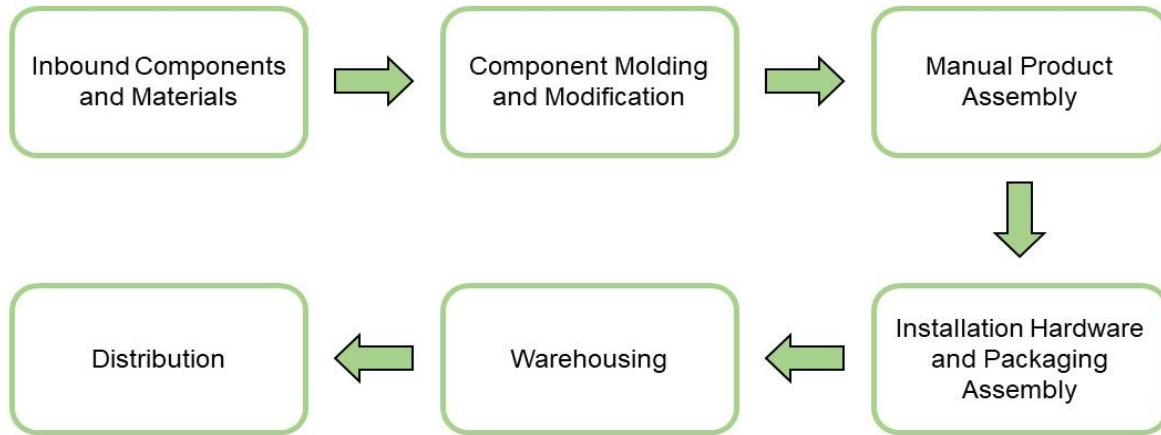 Inbound Components
and Materials
Component Molding
and Modification
Manual Product
Assembly
Installation Hardware
and Packaging
Assembly
Warehousing
Distribution